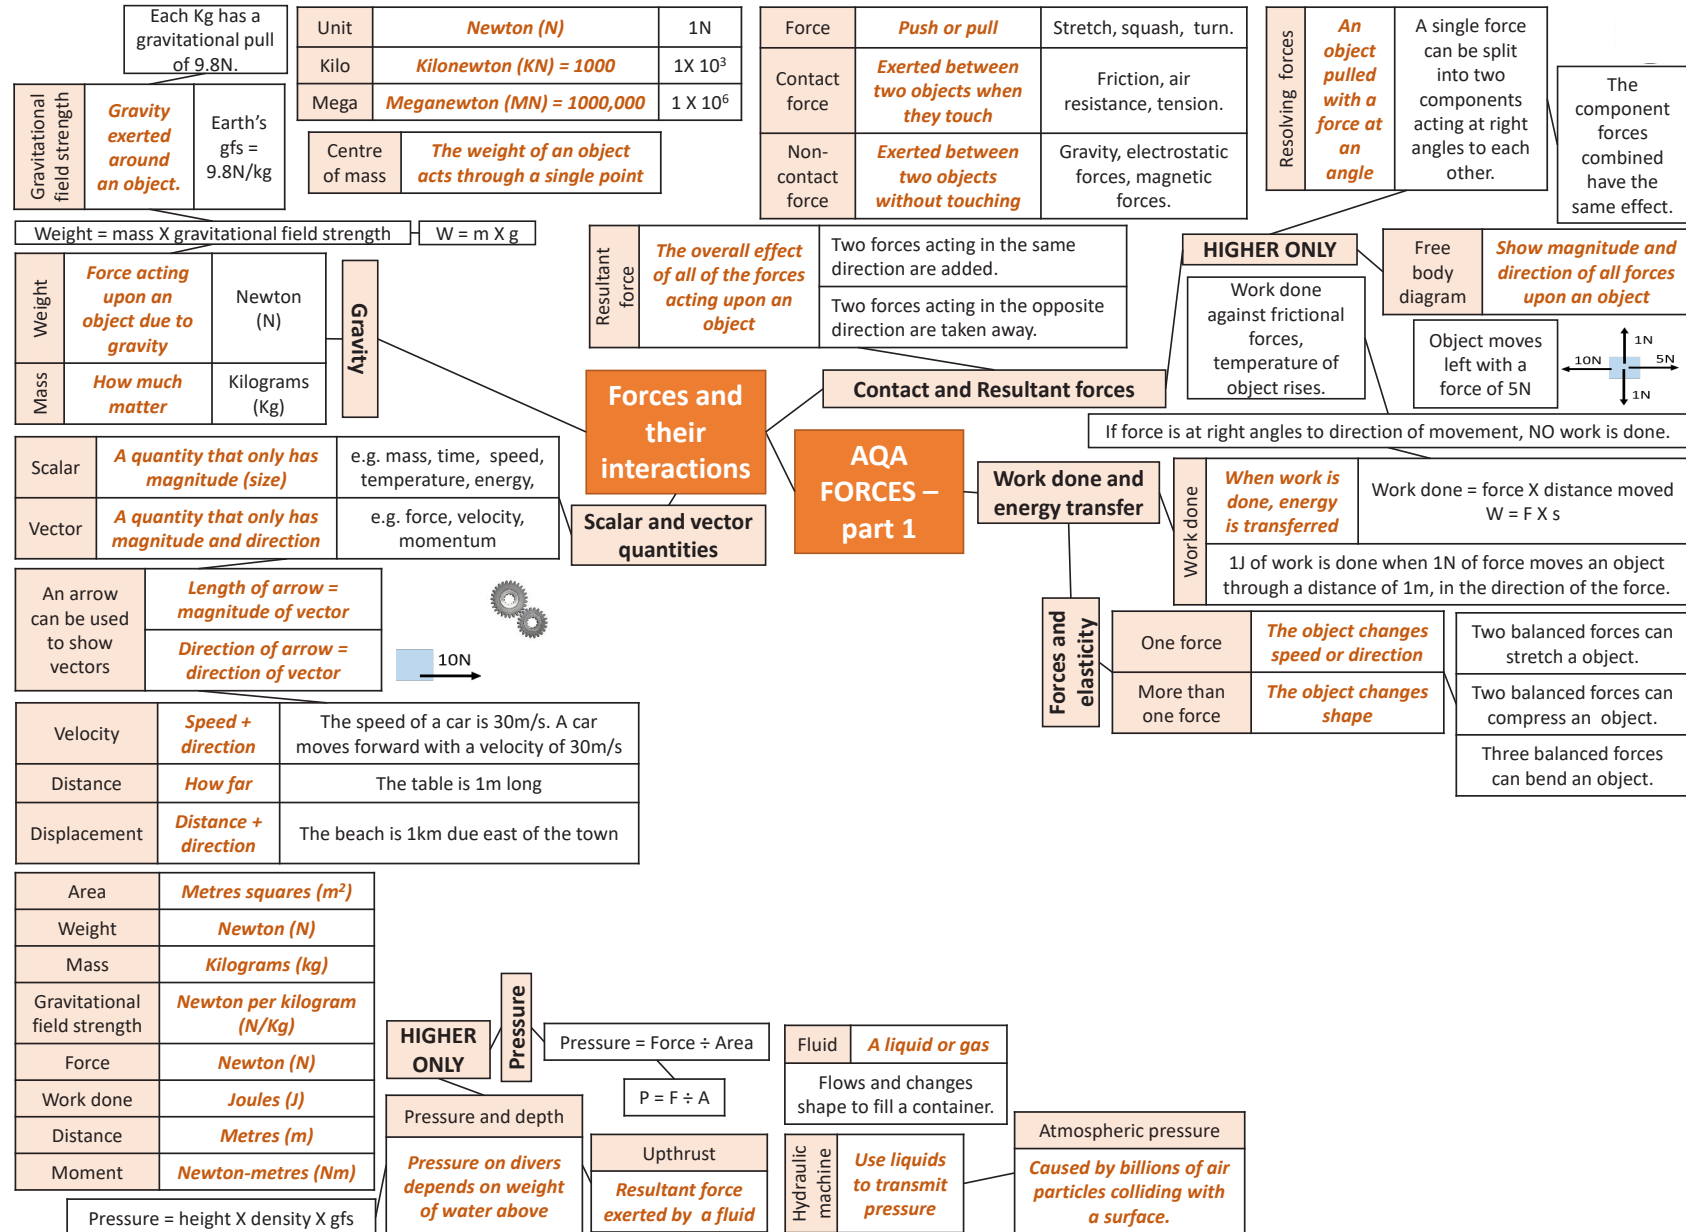 Each Kg has a
gravitational pull
of 9.8N.
Unit
Newton (N)
1N
Kilo
Kilonewton (KN) = 1000
1X 10³
Mega
Meganewton (MN) = 1000,000
1 X 10⁶
Gravitational
field strength
Gravity
exerted
around
an object.
Earth's
gfs =
9.8N/kg
Centre
of mass
The weight of an object
acts through a single point
Weight = mass X gravitational field strength
W = m X g
Weight
Force acting
upon an
object due to
gravity
Newton
(N)
Mass
How much
matter
Kilograms
(Kg)
Gravity
Force
Push or pull
Stretch, squash, turn.
Contact
force
Exerted between
two objects when
they touch
Friction, air
resistance, tension.
Non-
contact
force
Exerted between
two objects
without touching
Gravity, electrostatic
forces, magnetic
forces.
Resultant
force
The overall effect
of all of the forces
acting upon an
object
Two forces acting in the same
direction are added.
Two forces acting in the opposite
direction are taken away.
Resolving forces
An
object
pulled
with a
force at
an
angle
A single force
can be split
into two
components
acting at right
angles to each
other.
The
component
forces
combined
have the
same effect.
HIGHER ONLY
Free
body
diagram
Show magnitude and
direction of all forces
upon an object
Work done
against frictional
forces,
temperature of
object rises.
Object moves
left with a
force of 5N
1N
10N
5N
1N
Contact and Resultant forces
Forces and
their
interactions
AQA
FORCES –
part 1
If force is at right angles to direction of movement, NO work is done.
Scalar
A quantity that only has
magnitude (size)
e.g. mass, time, speed,
temperature, energy,
Vector
A quantity that only has
magnitude and direction
e.g. force, velocity,
momentum
Scalar and vector
quantities
Work done and
energy transfer
Work done
When work is
done, energy
is transferred
Work done = force X distance moved
W = F X s
1J of work is done when 1N of force moves an object
through a distance of 1m, in the direction of the force.
An arrow
can be used
to show
vectors
Length of arrow =
magnitude of vector
Direction of arrow =
direction of vector
10N
Forces and
elasticity
One force
The object changes
speed or direction
More than
one force
The object changes
shape
Two balanced forces can
stretch a object.
Two balanced forces can
compress an object.
Three balanced forces
can bend an object.
Velocity
Speed +
direction
The speed of a car is 30m/s. A car
moves forward with a velocity of 30m/s
Distance
How far
The table is 1m long
Displacement
Distance +
direction
The beach is 1km due east of the town
Area
Metres squares (m²)
Weight
Newton (N)
Mass
Kilograms (kg)
Gravitational
field strength
Newton per kilogram
(N/Kg)
Force
Newton (N)
Work done
Joules (J)
Distance
Metres (m)
Moment
Newton-metres (Nm)
Pressure = height X density X gfs
HIGHER
ONLY
Pressure
Pressure = Force ÷ Area
P = F ÷ A
Pressure and depth
Pressure on divers
depends on weight
of water above
Upthrust
Resultant force
exerted by a fluid
Fluid
A liquid or gas
Flows and changes
shape to fill a container.
Hydraulic
machine
Use liquids
to transmit
pressure
Atmospheric pressure
Caused by billions of air
particles colliding with
a surface.